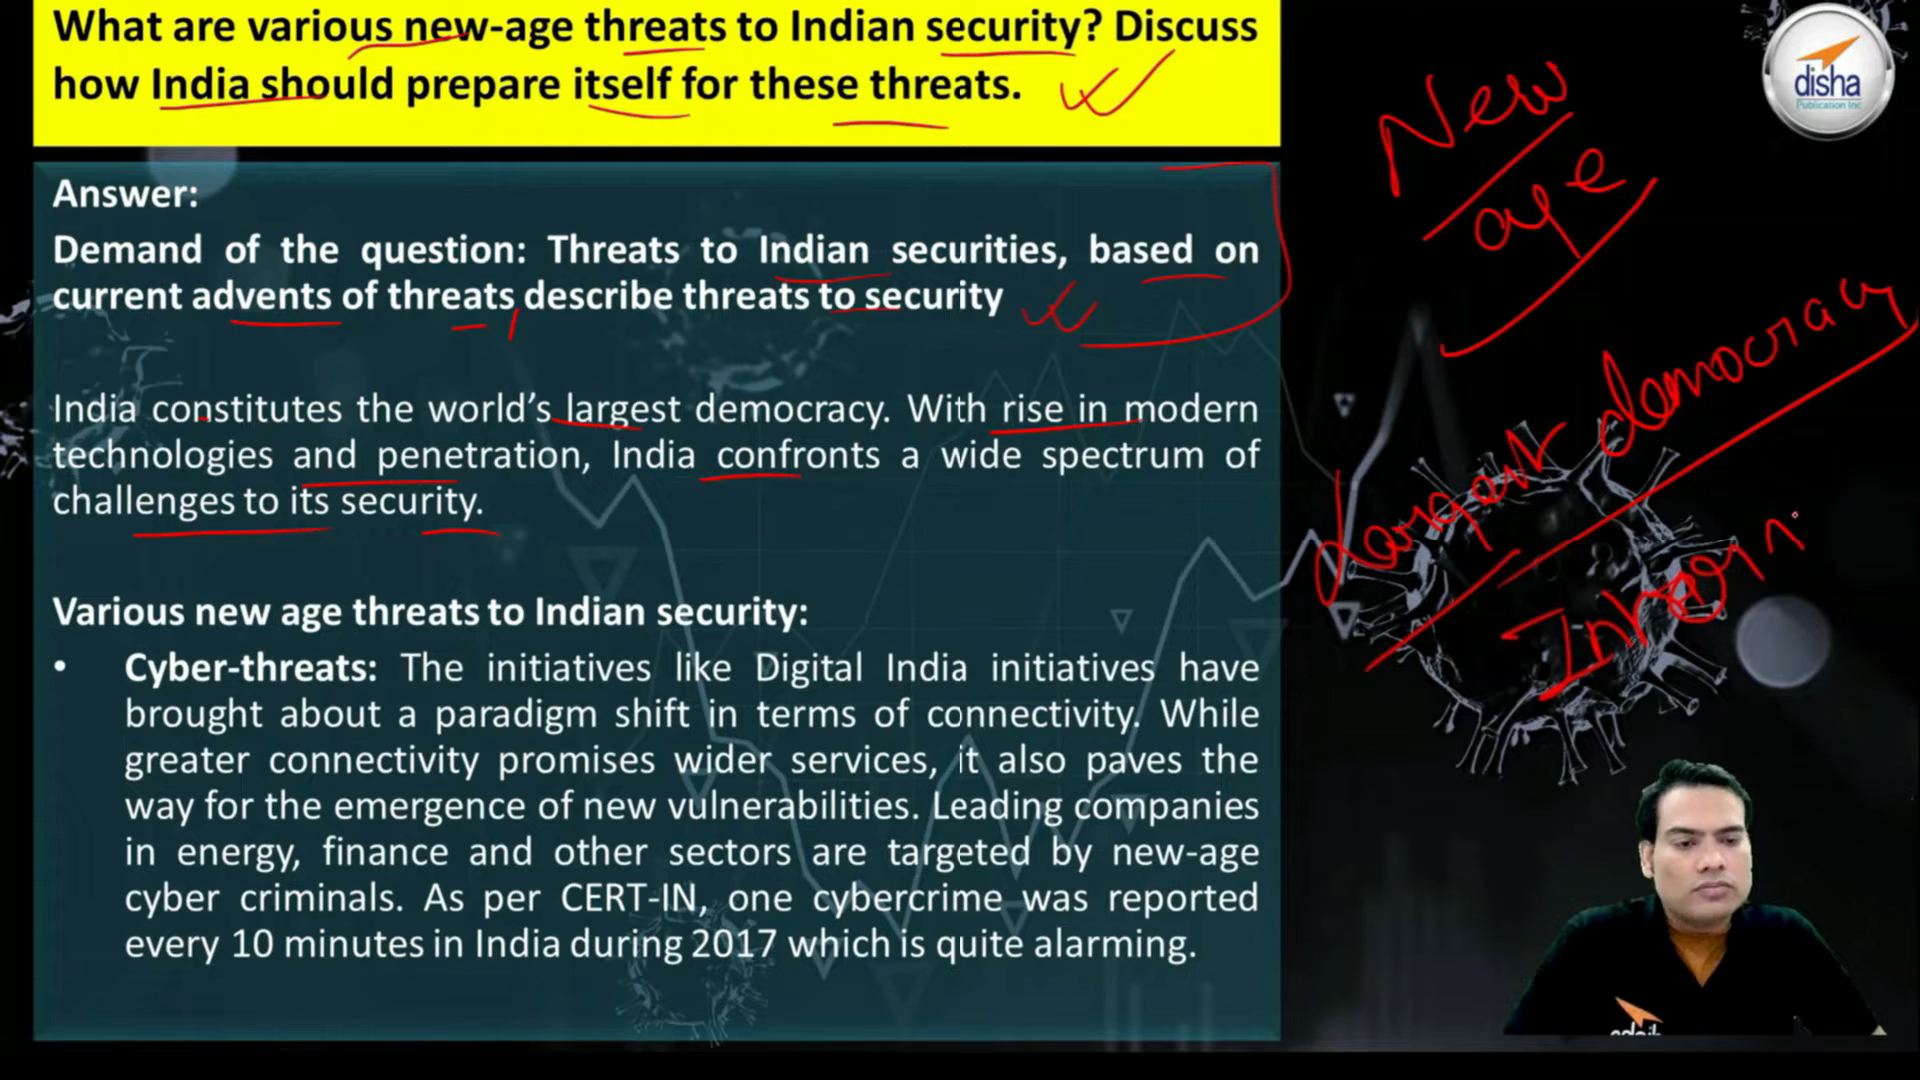 What are various new-age threats to Indian security? Discuss
how India should prepare itself for these threats.
disha
Publication Inc
New
age
Answer:
Demand of the question: Threats to Indian securities, based on
current advents of threats describe threats to security
largest democracy
India constitutes the world's largest democracy. With rise in modern
technologies and penetration, India confronts a wide spectrum of
challenges to its security.
Various new age threats to Indian security:
• Cyber-threats: The initiatives like Digital India initiatives have
brought about a paradigm shift in terms of connectivity. While
greater connectivity promises wider services, it also paves the
way for the emergence of new vulnerabilities. Leading companies
in energy, finance and other sectors are targeted by new-age
cyber criminals. As per CERT-IN, one cybercrime was reported
every 10 minutes in India during 2017 which is quite alarming.